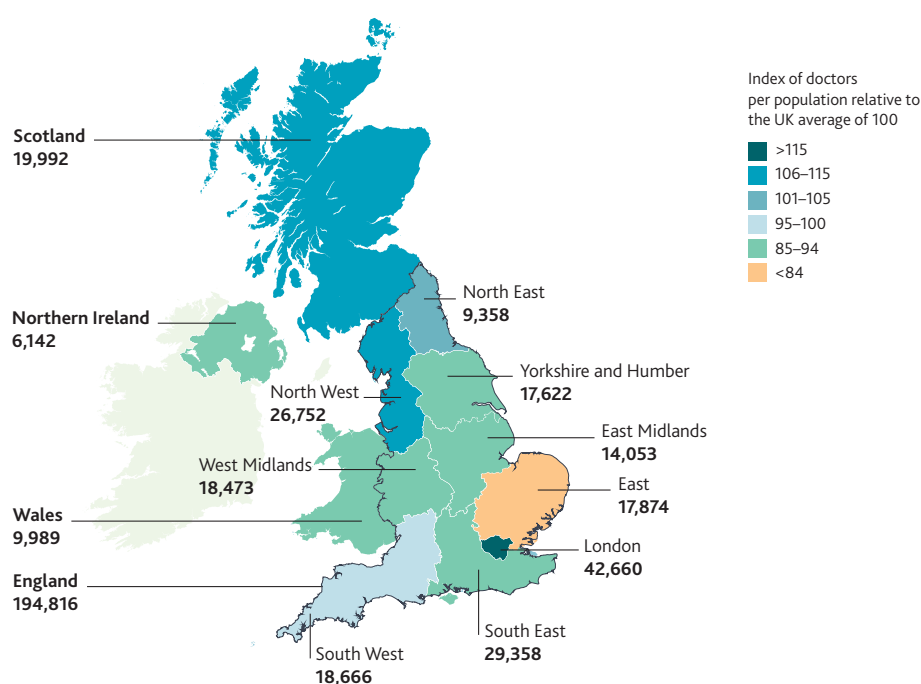 Index of doctors
per population relative to
the UK average of 100
>115
106–115
101–105
95–100
85–94
<84
Scotland
19,992
North East
9,358
Northern Ireland
6,142
Yorkshire and Humber
17,622
North West
26,752
East Midlands
14,053
West Midlands
18,473
East
17,874
Wales
9,989
London
42,660
England
194,816
South East
29,358
South West
18,666